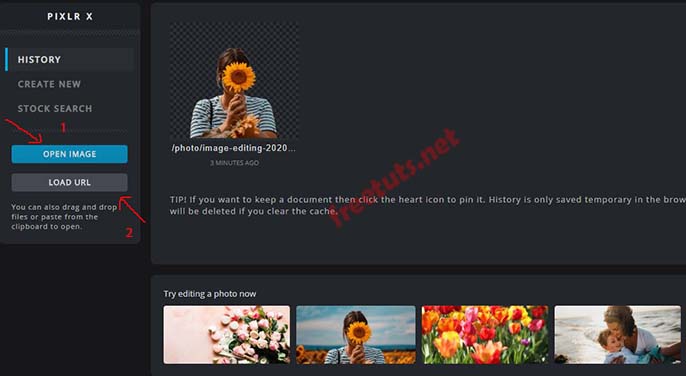 PIXLR X
HISTORY
CREATE NEW
STOCK SEARCH
1
OPEN IMAGE
LOAD URL
You can also drag and drop
files or paste from the
clipboard to open.
2
/photo/image-editing-2020...
3 MINUTES AGO
TIP! If you want to keep a document then click the heart icon to pin it. History is only saved temporary in the brow
will be deleted if you clear the cache.
freetuts.net
Try editing a photo now